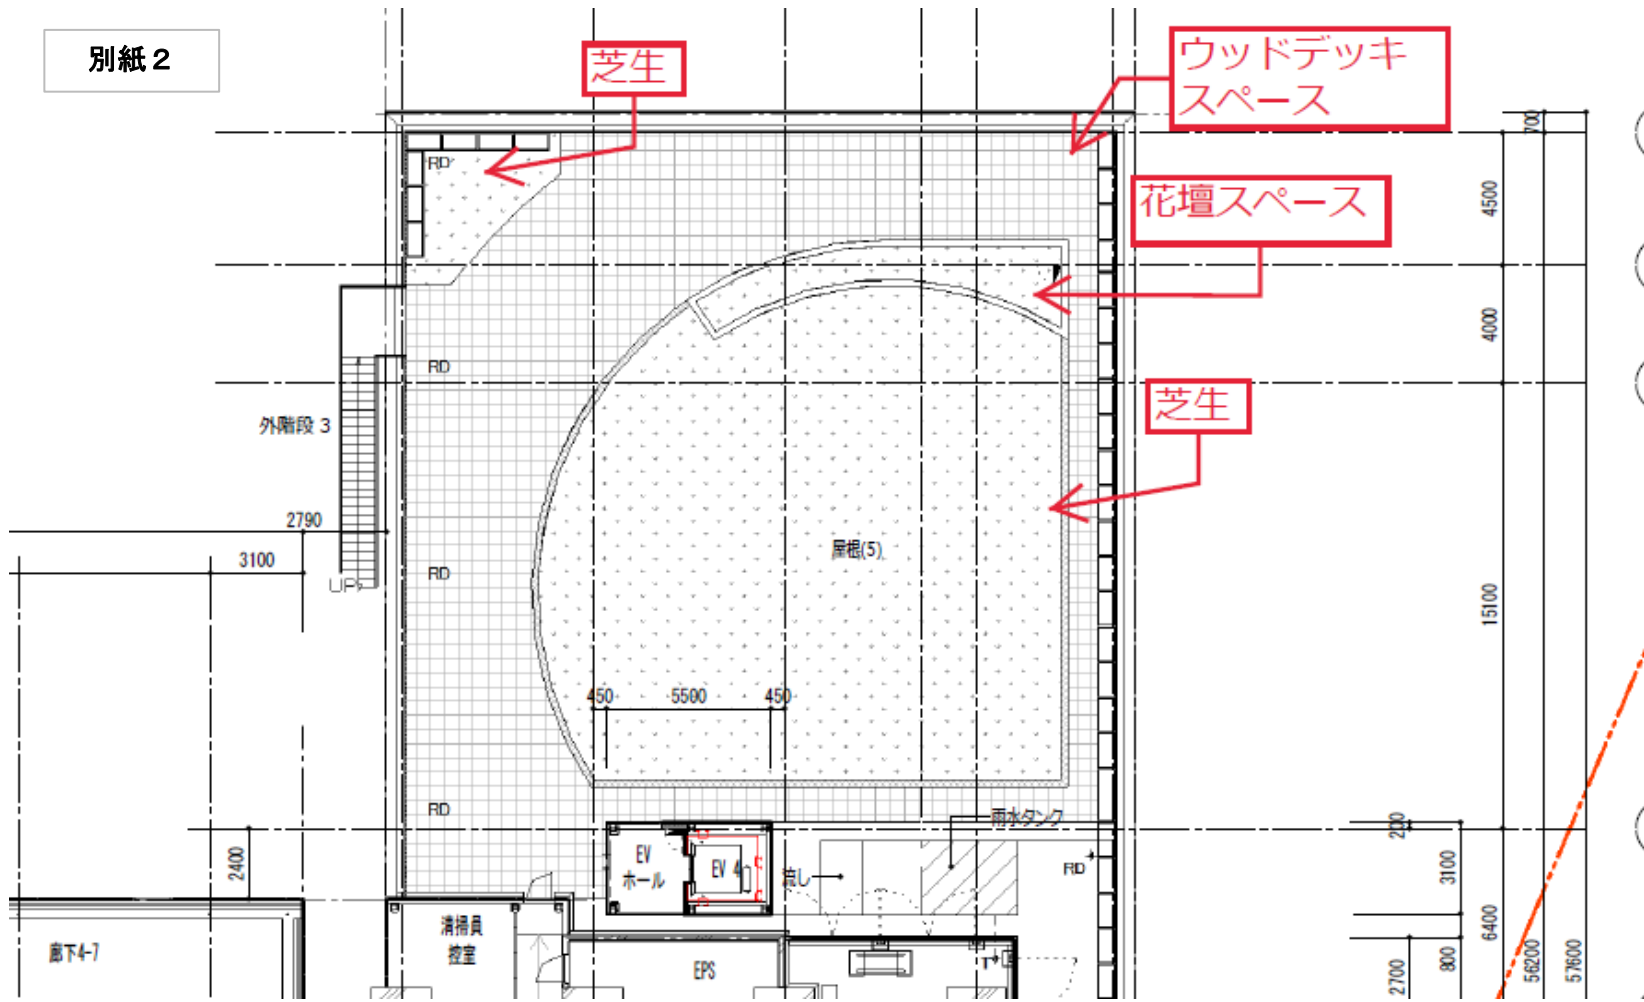 別紙２
芝生
ウッドデッキ
スペース
花壇スペース
芝生
RD
RD
RD
RD
RD
外階段 3
UP
屋根(5)
2790
3100
450
5500
450
700
4500
4000
15100
200
3100
6400
800
2700
56200
57600
2400
雨水タンク
流し
EV
ホール
EV 4
清掃員
控室
EPS
廊下4-7